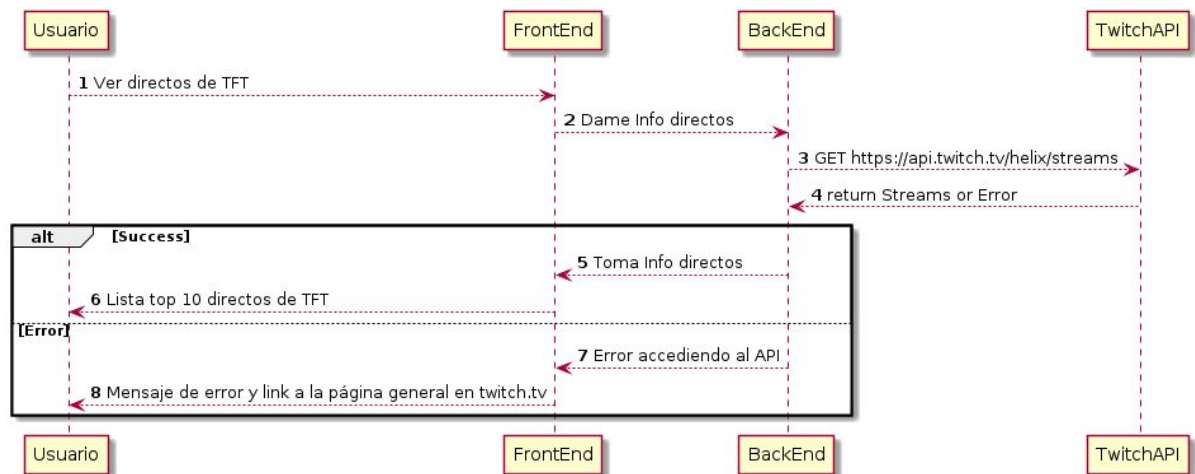 Usuario FrontEnd BackEnd TwitchAPI
1 Ver directos de TFT
2 Dame Info directos
3 GET https://api.twitch.tv/helix/streams
4 return Streams or Error
alt [Success]
5 Toma Info directos
6 Lista top 10 directos de TFT
[Error]
7 Error accediendo al API
8 Mensaje de error y link a la página general en twitch.tv
Usuario FrontEnd BackEnd TwitchAPI